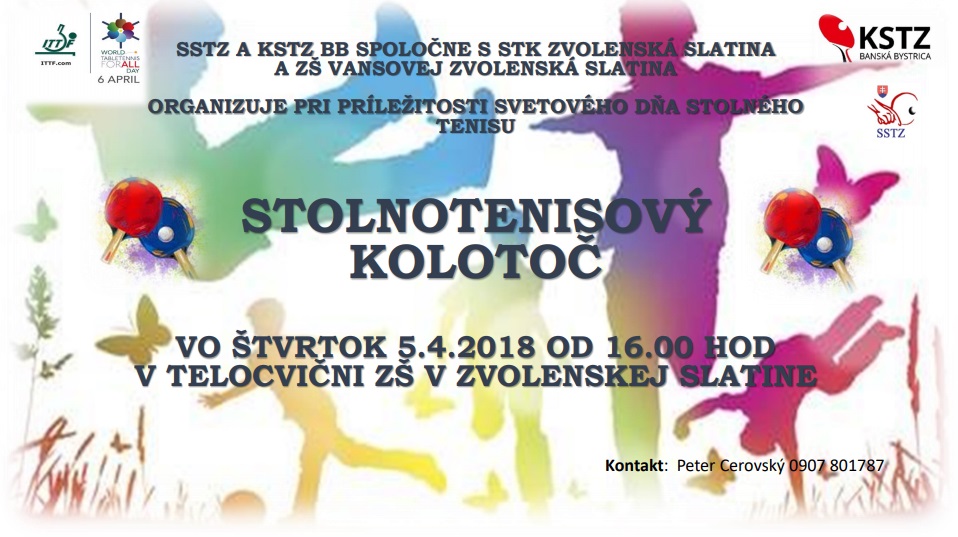 ITTF
ITTF.com
WORLD
TABLETENNIS
FORALL
DAY
6 APRIL
SSTZ A KSTZ BB SPOLOČNE S STK ZVOLENSKÁ SLATINA
A ZŠ VANSOVEJ ZVOLENSKÁ SLATINA
KSTZ
BANSKÁ BYSTRICA
ORGANIZUJE PRI PRÍLEŽITOSTI SVETOVÉHO DŇA STOLNÉHO
TENISU
SSTZ
STOLNOTENISOVÝ
KOLOTOČ
VO ŠTVRTOK 5.4.2018 OD 16.00 HOD
V TELOCVIČNI ZŠ V ZVOLENSKEJ SLATINE
Kontakt: Peter Cerovský 0907 801787